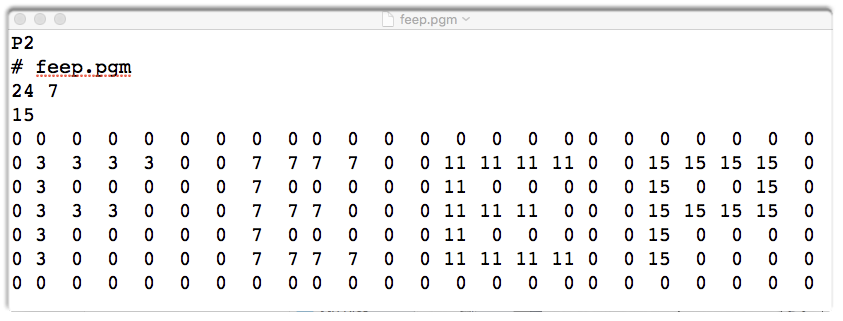 feep.pgm
P2
# feep.pgm
24 7
15
0 0 0 0 0 0 0 0 0 0 0 0 0 0 0 0 0 0 0 0 0 0 0 0
0 3 3 3 3 0 0 7 7 7 7 0 0 11 11 11 11 0 0 15 15 15 15 0
0 3 0 0 0 0 0 7 0 0 0 0 0 11 0 0 0 0 0 15 0 0 15 0
0 3 3 3 0 0 0 7 7 7 0 0 0 11 11 11 0 0 0 15 15 15 15 0
0 3 0 0 0 0 0 7 0 0 0 0 0 11 0 0 0 0 0 15 0 0 0 0
0 3 0 0 0 0 0 7 7 7 7 0 0 11 11 11 11 0 0 15 0 0 0 0
0 0 0 0 0 0 0 0 0 0 0 0 0 0 0 0 0 0 0 0 0 0 0 0